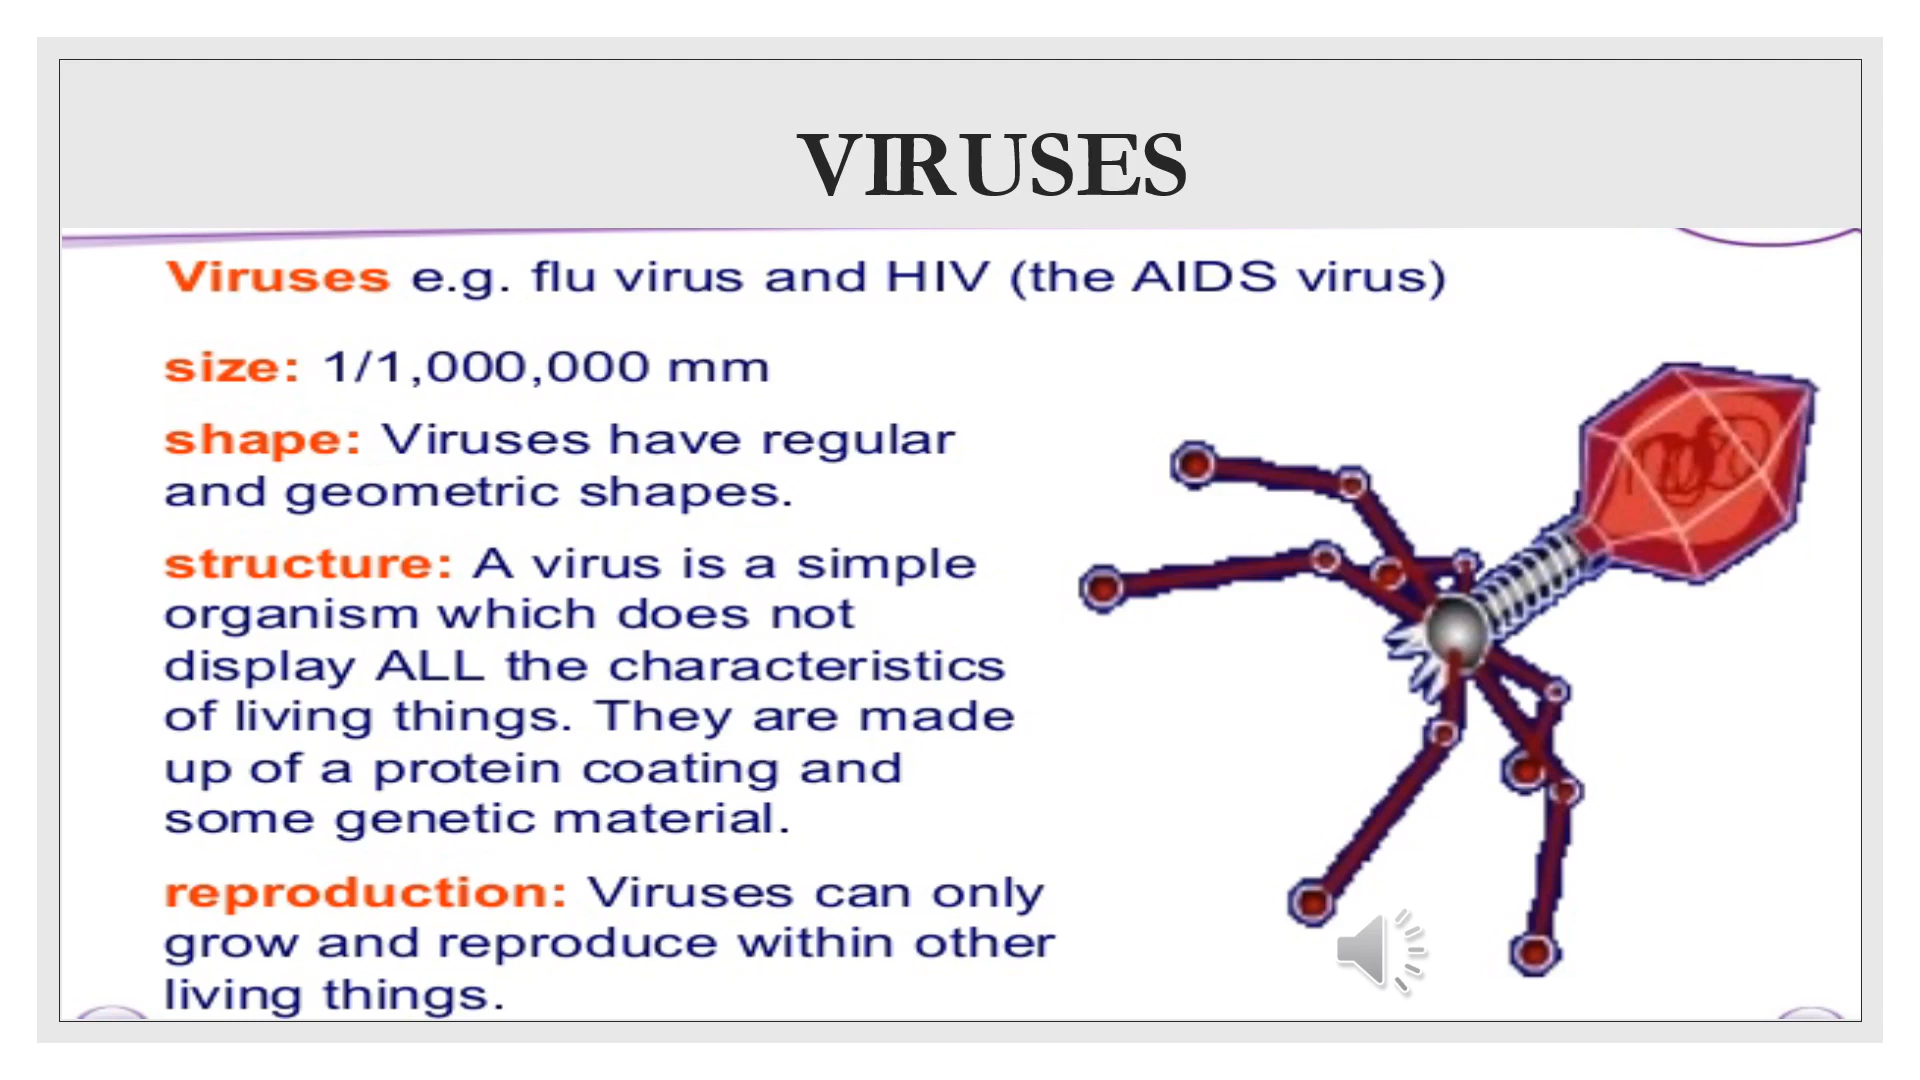 VIRUSES
Viruses e.g. flu virus and HIV (the AIDS virus)
size: 1/1,000,000 mm
shape: Viruses have regular
and geometric shapes.
structure: A virus is a simple
organism which does not
display ALL the characteristics
of living things. They are made
up of a protein coating and
some genetic material.
reproduction: Viruses can only
grow and reproduce within other
living things.